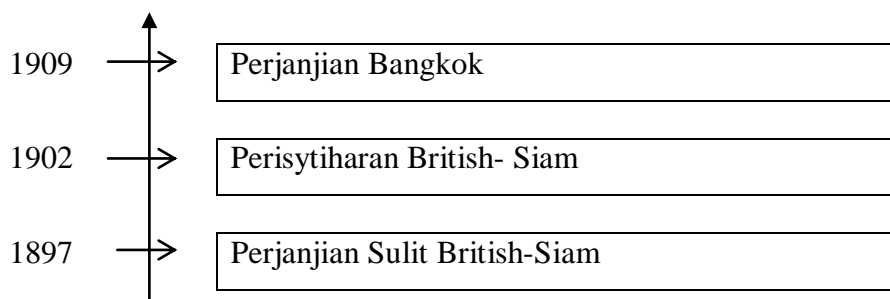 1909 Perjanjian Bangkok
1902 Perisytiharan British- Siam
1897 Perjanjian Sulit British-Siam